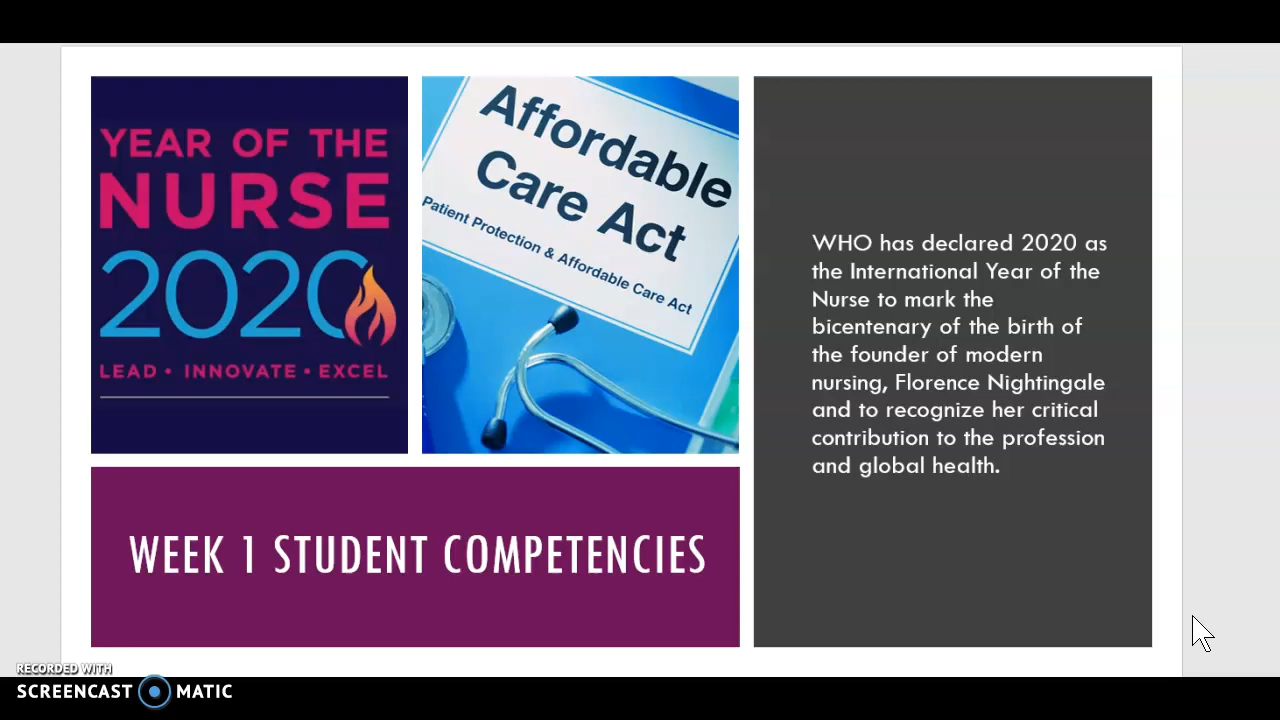 YEAR OF THE
NURSE
2020
LEAD • INNOVATE • EXCEL
Affordable
Care Act
Patient Protection & Affordable Care Act
WHO has declared 2020 as
the International Year of the
Nurse to mark the
bicentenary of the birth of
the founder of modern
nursing, Florence Nightingale
and to recognize her critical
contribution to the profession
and global health.
WEEK 1 STUDENT COMPETENCIES
RECORDED WITH
SCREENCAST MATIC